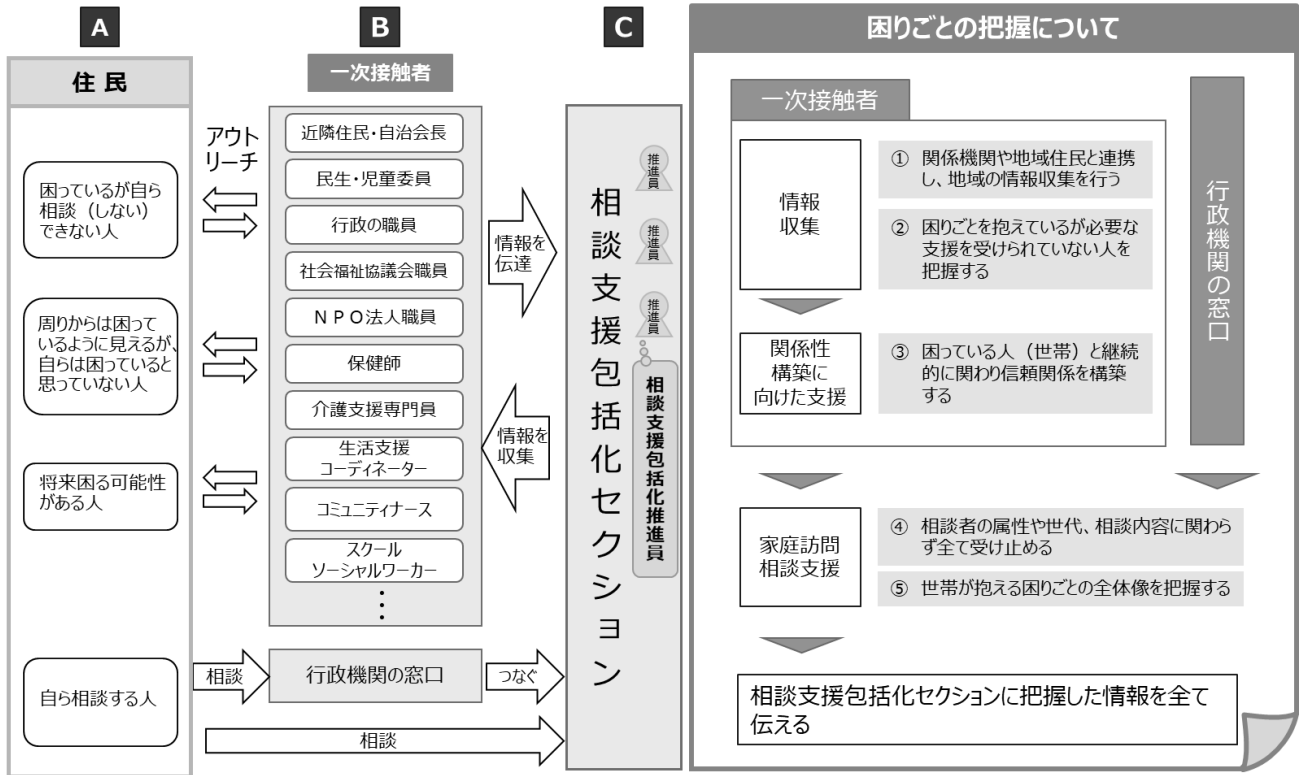 A
B
C
住 民
困っているが自ら
相談（しない）
できない人
周りからは困って
いるように見えるが、
自らは困っていると
思っていない人
将来困る可能性
がある人
自ら相談する人
アウト
リーチ
相談
相談
一次接触者
近隣住民・自治会長
民生・児童委員
行政の職員
社会福祉協議会職員
ＮＰＯ法人職員
保健師
介護支援専門員
生活支援
コーディネーター
コミュニティナース
スクール
ソーシャルワーカー
行政機関の窓口
情報を
伝達
情報を
収集
つなぐ
相談支援包括化セクション
推進員
推進員
推進員
相談支援包括化推進員
困りごとの把握について
一次接触者
情報
収集
① 関係機関や地域住民と連携
し、地域の情報収集を行う
② 困りごとを抱えているが必要な
支援を受けられていない人を
把握する
関係性
構築に
向けた支援
③ 困っている人（世帯）と継続
的に関わり信頼関係を構築
する
行政機関の窓口
家庭訪問
相談支援
④ 相談者の属性や世代、相談内容に関わら
ず全て受け止める
⑤ 世帯が抱える困りごとの全体像を把握する
相談支援包括化セクションに把握した情報を全て
伝える